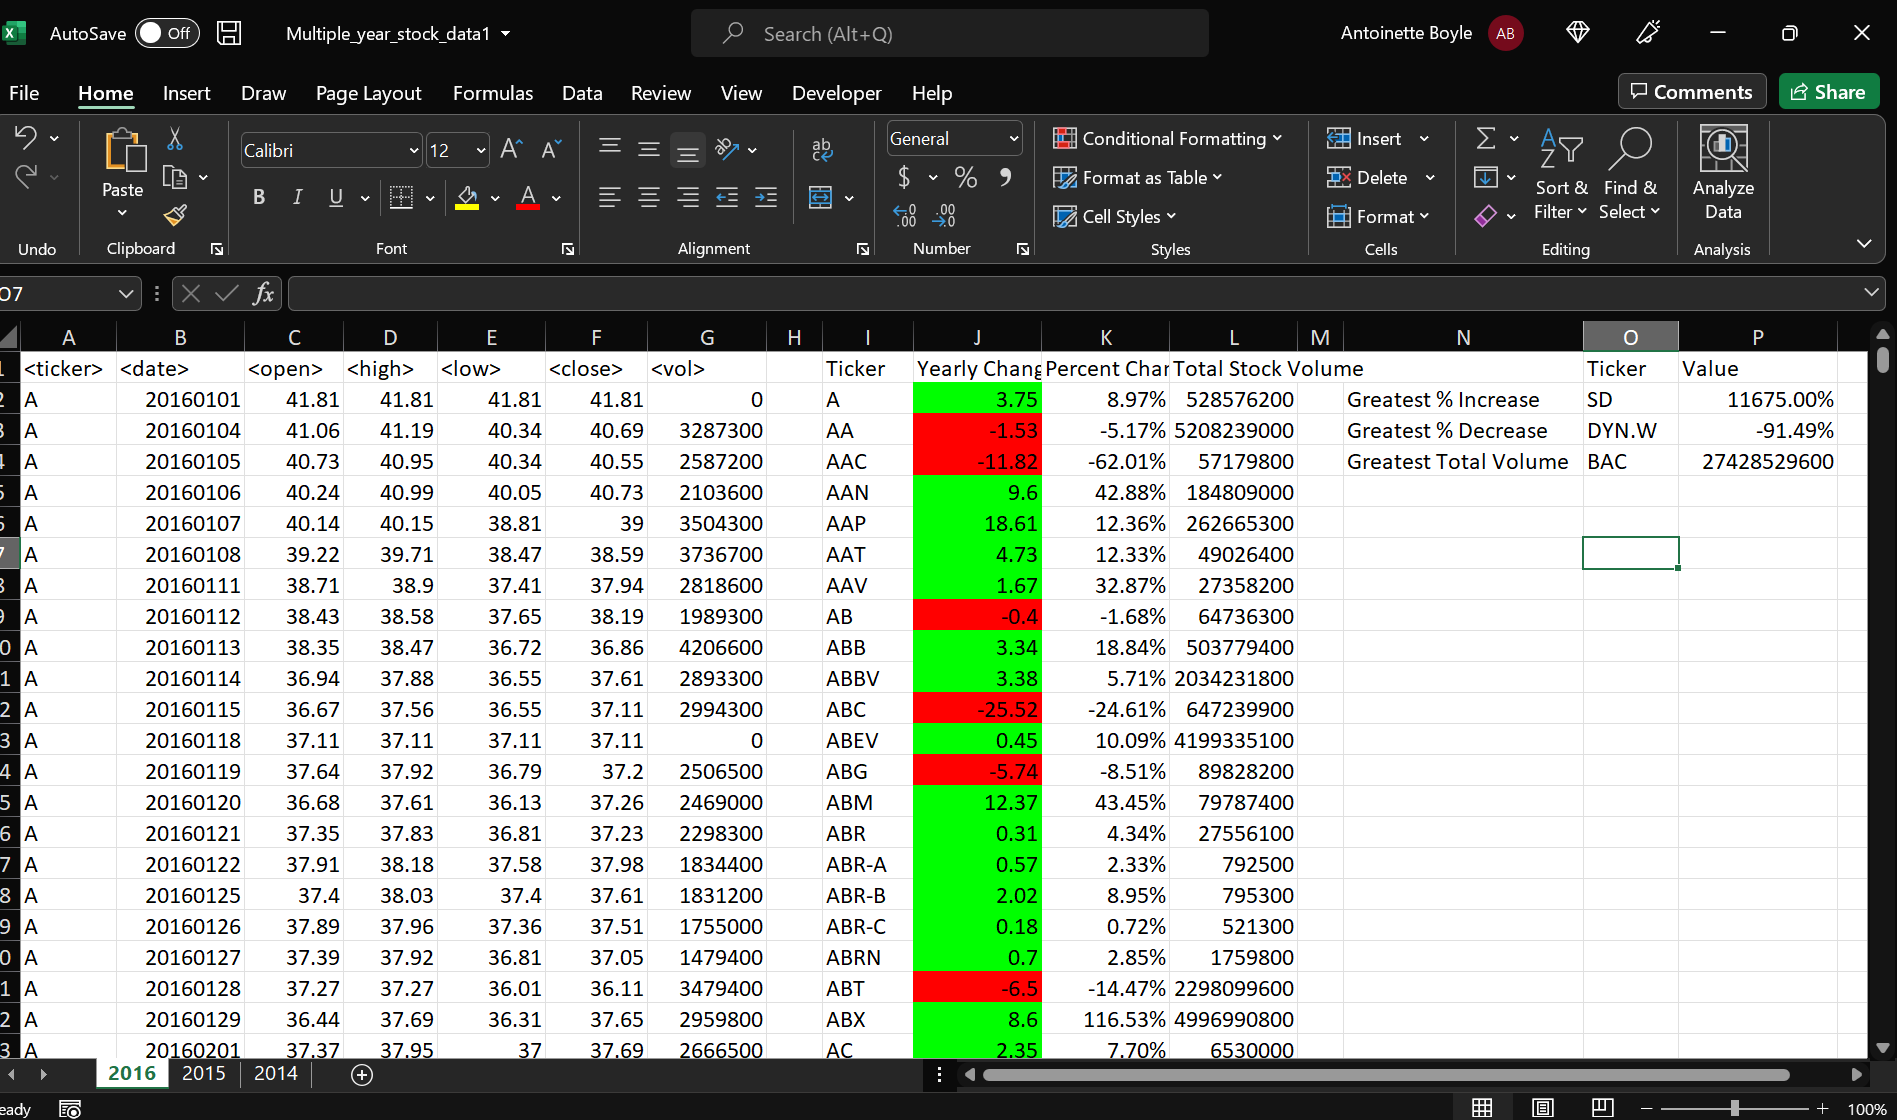 AutoSave Off Multiple_year_stock_data1 Search (Alt+Q) Antoinette Boyle AB
File Home Insert Draw Page Layout Formulas Data Review View Developer Help Comments Share
Calibri 12 General Conditional Formatting Insert
Paste Format as Table Delete Sort & Filter Find & Select Analyze Data
B I U A $ % Cell Styles Format
Undo Clipboard Font Alignment Number Styles Cells Editing Analysis
O7 fx
A B C D E F G H I J K L M N O P
<ticker> <date> <open> <high> <low> <close> <vol> Ticker Yearly Chang Percent Char Total Stock Volume Ticker Value
A 20160101 41.81 41.81 41.81 41.81 0 A 3.75 8.97% 528576200 Greatest % Increase SD 11675.00%
A 20160104 41.06 41.19 40.34 40.69 3287300 AA -1.53 -5.17% 5208239000 Greatest % Decrease DYN.W -91.49%
A 20160105 40.73 40.95 40.34 40.55 2587200 AAC -11.82 -62.01% 57179800 Greatest Total Volume BAC 27428529600
A 20160106 40.24 40.99 40.05 40.73 2103600 AAN 9.6 42.88% 184809000
A 20160107 40.14 40.15 38.81 39 3504300 AAP 18.61 12.36% 262665300
A 20160108 39.22 39.71 38.47 38.59 3736700 AAT 4.73 12.33% 49026400
A 20160111 38.71 38.9 37.41 37.94 2818600 AAV 1.67 32.87% 27358200
A 20160112 38.43 38.58 37.65 38.19 1989300 AB -0.4 -1.68% 64736300
A 20160113 38.35 38.47 36.72 36.86 4206600 ABB 3.34 18.84% 503779400
A 20160114 36.94 37.88 36.55 37.61 2893300 ABBV 3.38 5.71% 2034231800
A 20160115 36.67 37.56 36.55 37.11 2994300 ABC -25.52 -24.61% 647239900
A 20160118 37.11 37.11 37.11 37.11 0 ABEV 0.45 10.09% 4199335100
A 20160119 37.64 37.92 36.79 37.2 2506500 ABG -5.74 -8.51% 89828200
A 20160120 36.68 37.61 36.13 37.26 2469000 ABM 12.37 43.45% 79787400
A 20160121 37.35 37.83 36.81 37.23 2298300 ABR 0.31 4.34% 27556100
A 20160122 37.91 38.18 37.58 37.98 1834400 ABR-A 0.57 2.33% 792500
A 20160125 37.4 38.03 37.4 37.61 1831200 ABR-B 2.02 8.95% 795300
A 20160126 37.89 37.96 37.36 37.51 1755000 ABR-C 0.18 0.72% 521300
A 20160127 37.39 37.92 36.81 37.05 1479400 ABRN 0.7 2.85% 1759800
A 20160128 37.27 37.27 36.01 36.11 3479400 ABT -6.5 -14.47% 2298099600
A 20160129 36.44 37.69 36.31 37.65 2959800 ABX 8.6 116.53% 4996990800
A 20160201 37.37 37.95 37 37.69 2666500 AC 2.35 7.70% 6530000
2016 2015 2014
eady 100%